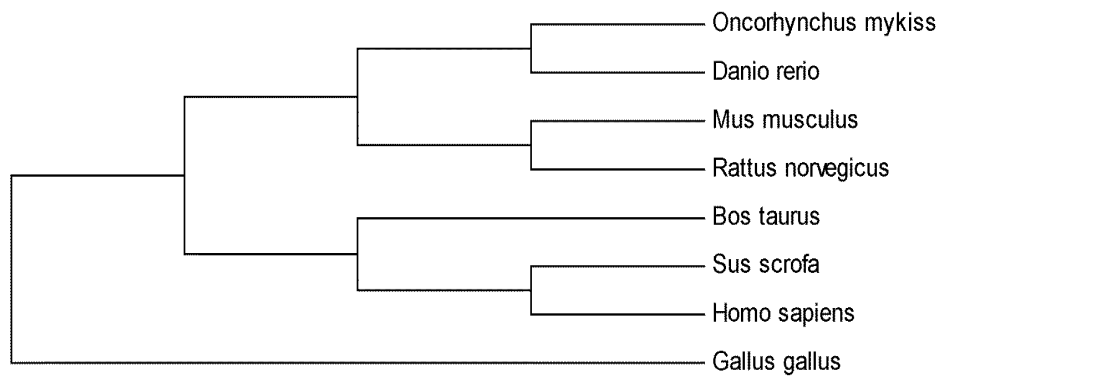 Oncorhynchus mykiss
Danio rerio
Mus musculus
Rattus norvegicus
Bos taurus
Sus scrofa
Homo sapiens
Gallus gallus